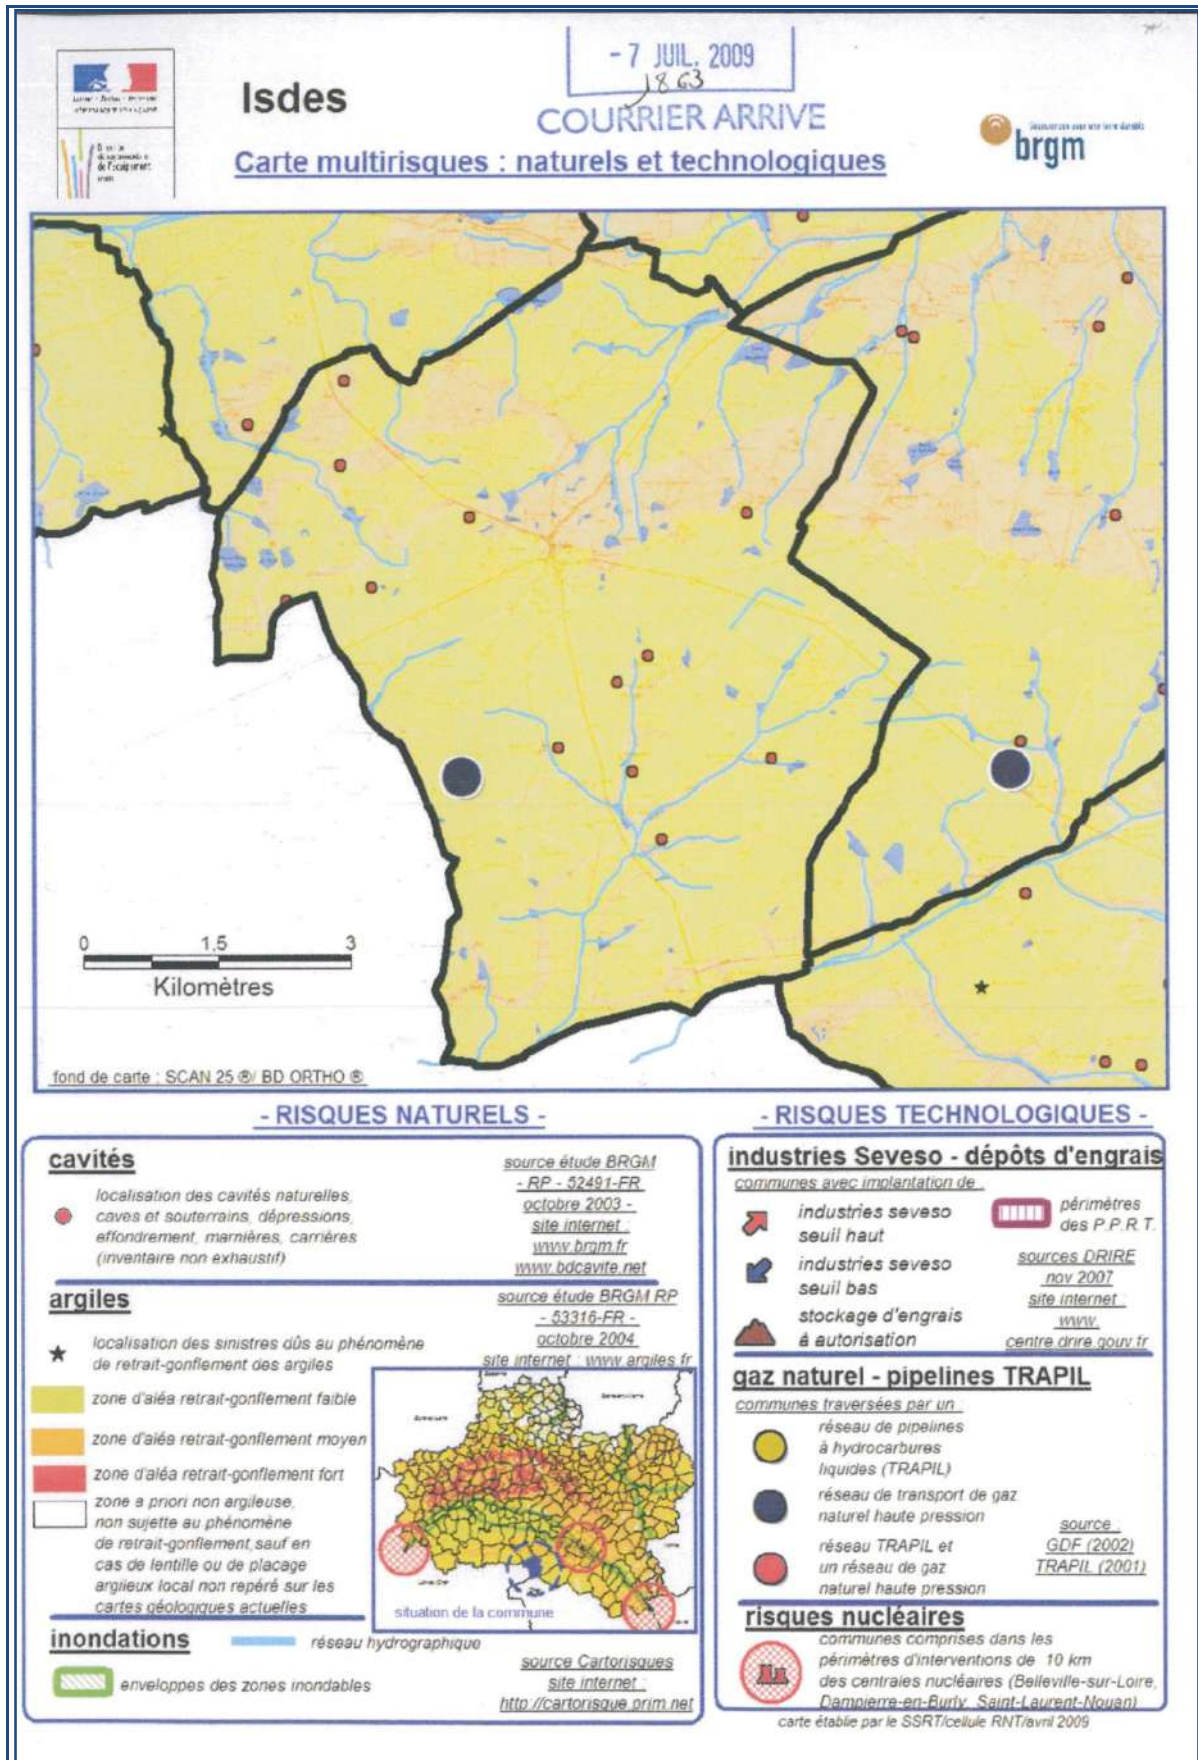 - 7 JUIL. 2009
1863
COURRIER ARRIVE
Isdes
Carte multirisques : naturels et technologiques
de l'Equipement
brgm
0 1,5 3
Kilomètres
fond de carte : SCAN 25 ®/ BD ORTHO ®
- RISQUES NATURELS -
cavités
localisation des cavités naturelles,
caves et souterrains, dépressions,
effondrement, marnières, carrières
(inventaire non exhaustif)
source étude BRGM
- RP - 52491-FR
octobre 2003 -
site internet :
www.brgm.fr
www.bdcavite.net
argiles
source étude BRGM RP
- 53316-FR -
octobre 2004
site internet : www.argiles.fr
localisation des sinistres dûs au phénomène
de retrait-gonflement des argiles
zone d'aléa retrait-gonflement faible
zone d'aléa retrait-gonflement moyen
zone d'aléa retrait-gonflement fort
zone a priori non argileuse,
non sujette au phénomène
de retrait-gonflement sauf en
cas de lentille ou de placage
argileux local non repéré sur les
cartes géologiques actuelles
situation de la commune
inondations
réseau hydrographique
enveloppes des zones inondables
source Cartorisques
site internet :
http://cartorisque.prim.net
- RISQUES TECHNOLOGIQUES -
industries Seveso - dépôts d'engrais
communes avec implantation de :
industries seveso
seuil haut
industries seveso
seuil bas
stockage d'engrais
à autorisation
périmètres
des P.P.R.T.
sources DRIRE
nov 2007
site internet :
www.
centre.drire.gouv.fr
gaz naturel - pipelines TRAPIL
communes traversées par un :
réseau de pipelines
à hydrocarbures
liquides (TRAPIL)
réseau de transport de gaz
naturel haute pression
réseau TRAPIL et
un réseau de gaz
naturel haute pression
source :
GDF (2002)
TRAPIL (2001)
risques nucléaires
communes comprises dans les
périmètres d'interventions de 10 km
des centrales nucléaires (Belleville-sur-Loire,
Dampierre-en-Burly, Saint-Laurent-Nouan)
carte établie par le SSRT/cellule RNT/avril 2009